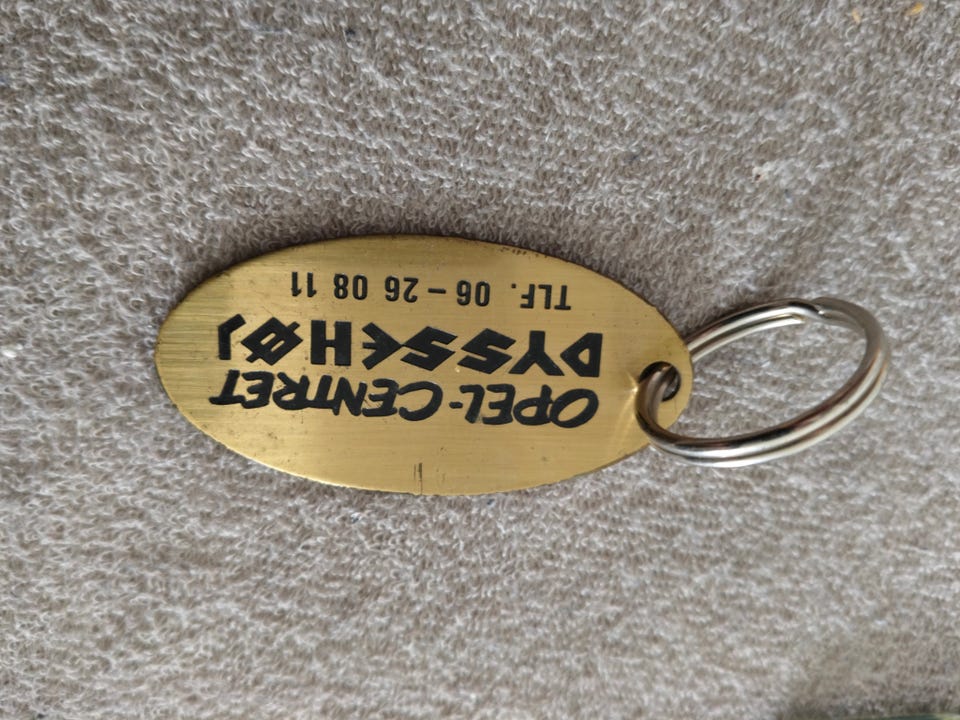 OPEL-CENTRET
DYSSEHØJ
TLF. 06-26 08 11